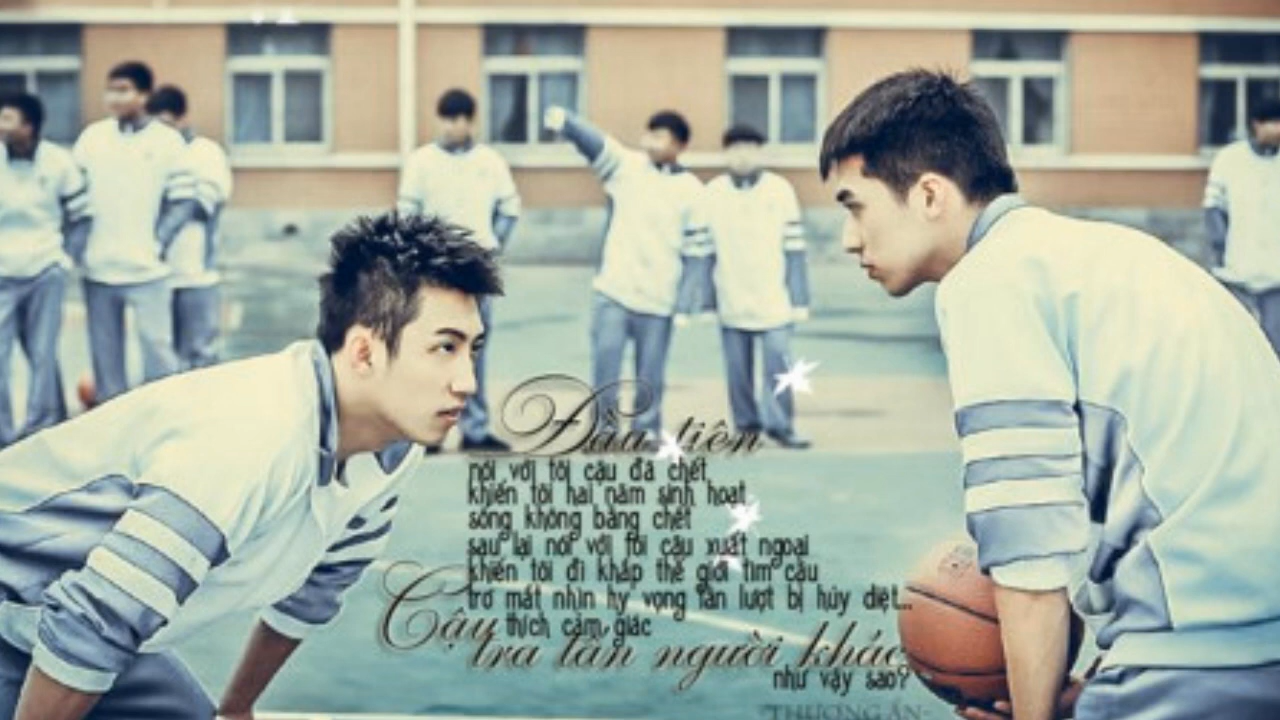 Đầu tiên
nói với tôi cậu đã chết
khiến tôi hai năm sinh hoạt
sống không bằng chết
sau lại nói với tôi cậu xuất ngoại
khiến tôi đi khắp thế giới tìm cậu
trơ mắt nhìn hy vọng lần lượt bị hủy diệt...
Cậu thích cảm giác
tra tấn người khác
như vậy sao?
-THƯỢNG ẨN-